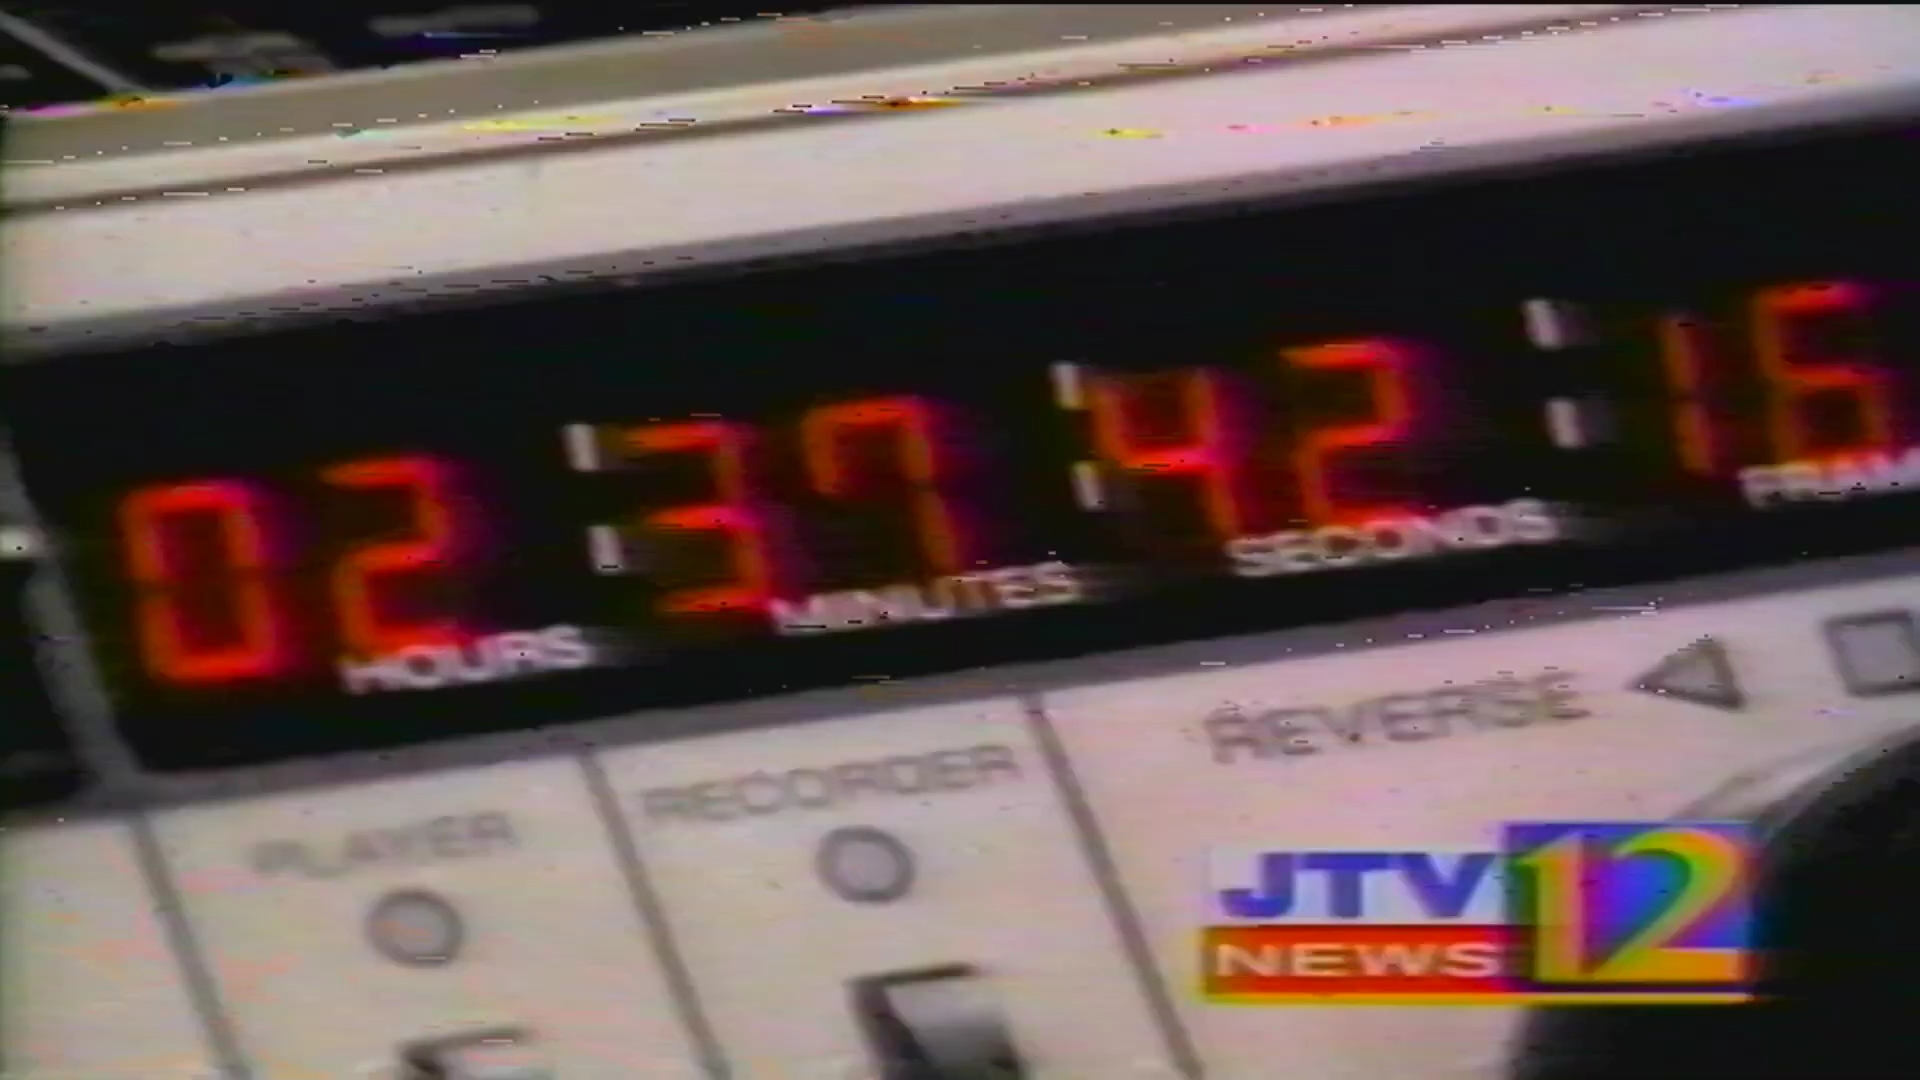 02 : 37 : 42 : 16
HOURS MINUTES SECONDS
PLAYER RECORDER REVERSE
JTV 12
NEWS